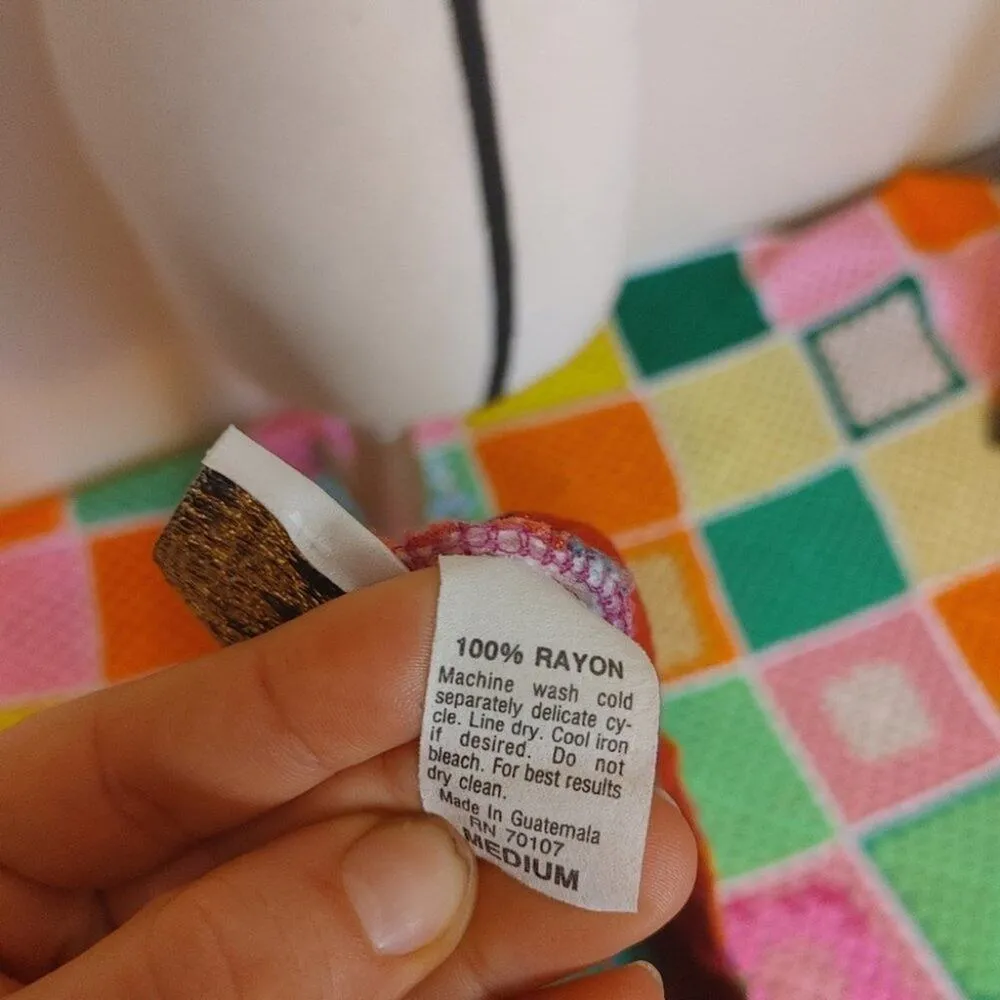 100% RAYON
Machine wash cold
separately delicate cy-
cle. Line dry. Cool iron
if desired. Do not
bleach. For best results
dry clean.
Made In Guatemala
RN 70107
MEDIUM